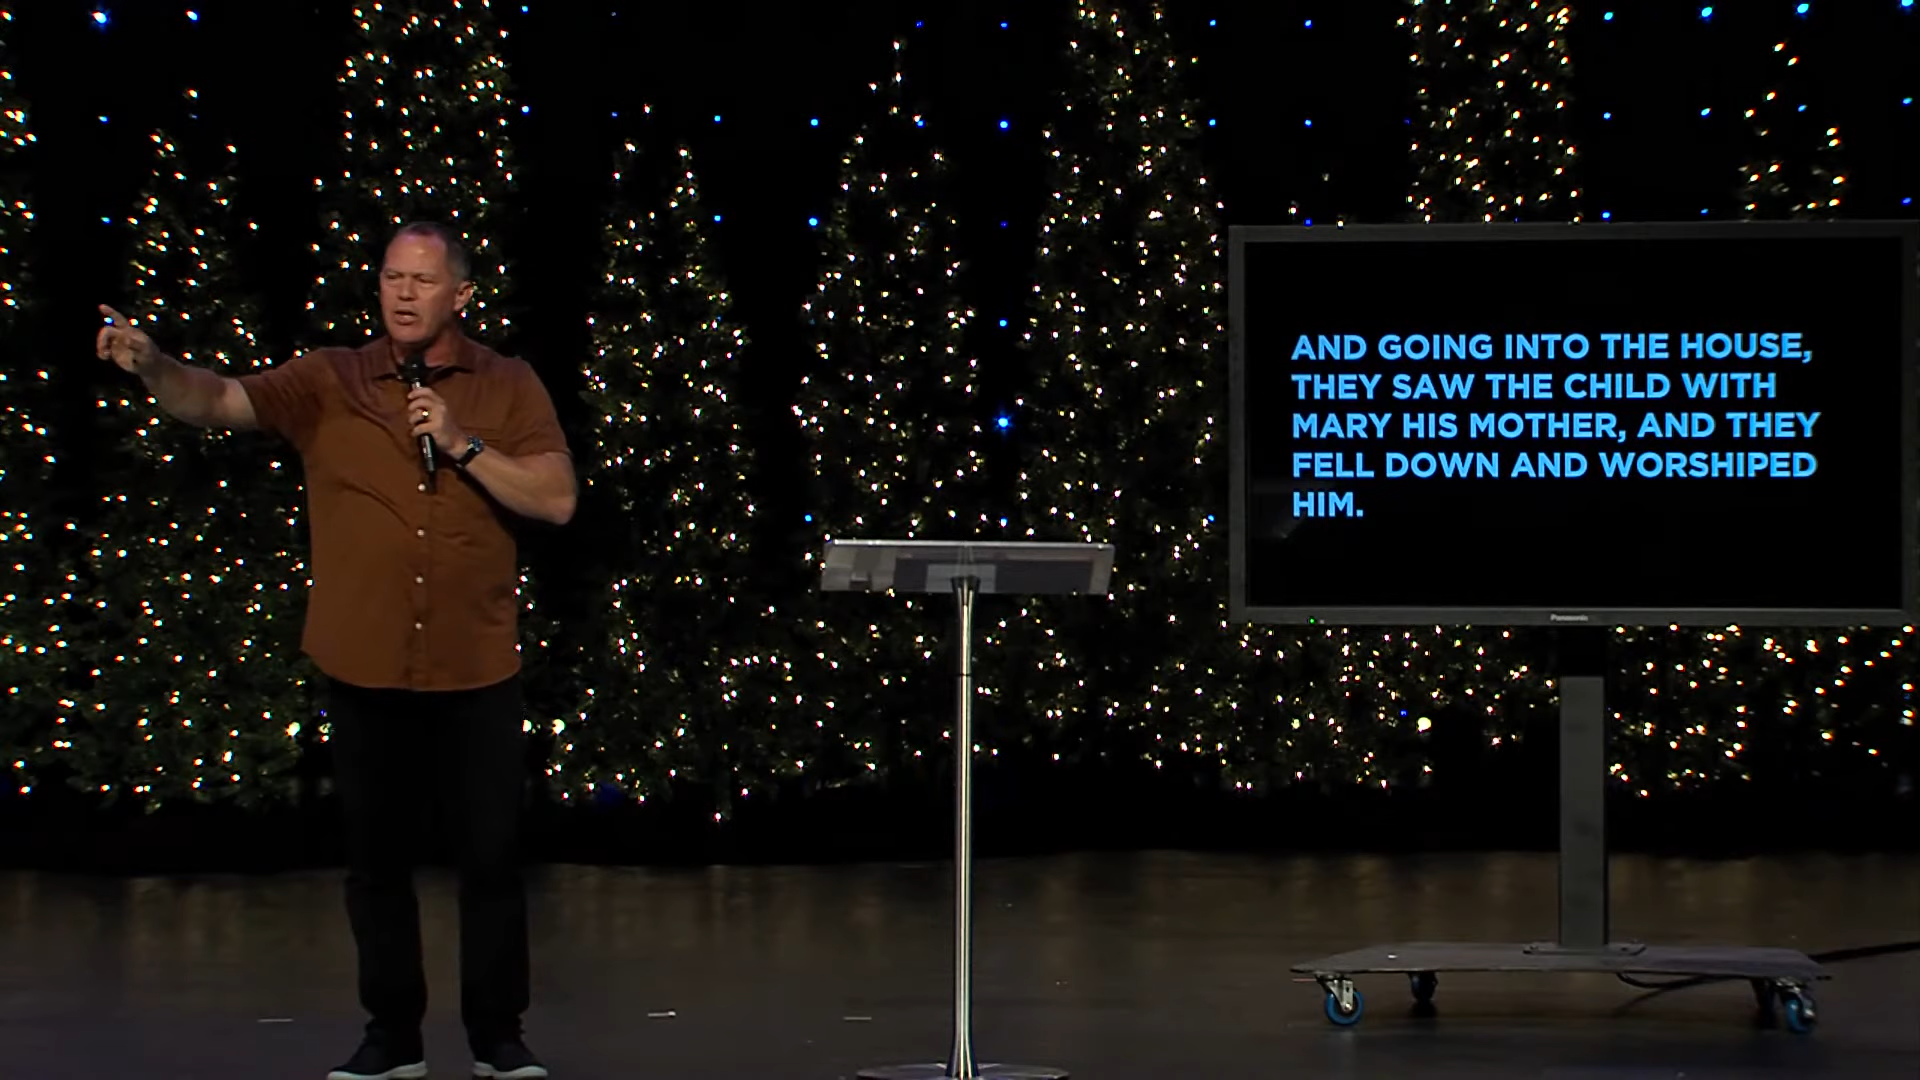 AND GOING INTO THE HOUSE,
THEY SAW THE CHILD WITH
MARY HIS MOTHER, AND THEY
FELL DOWN AND WORSHIPED
HIM.
Panasonic